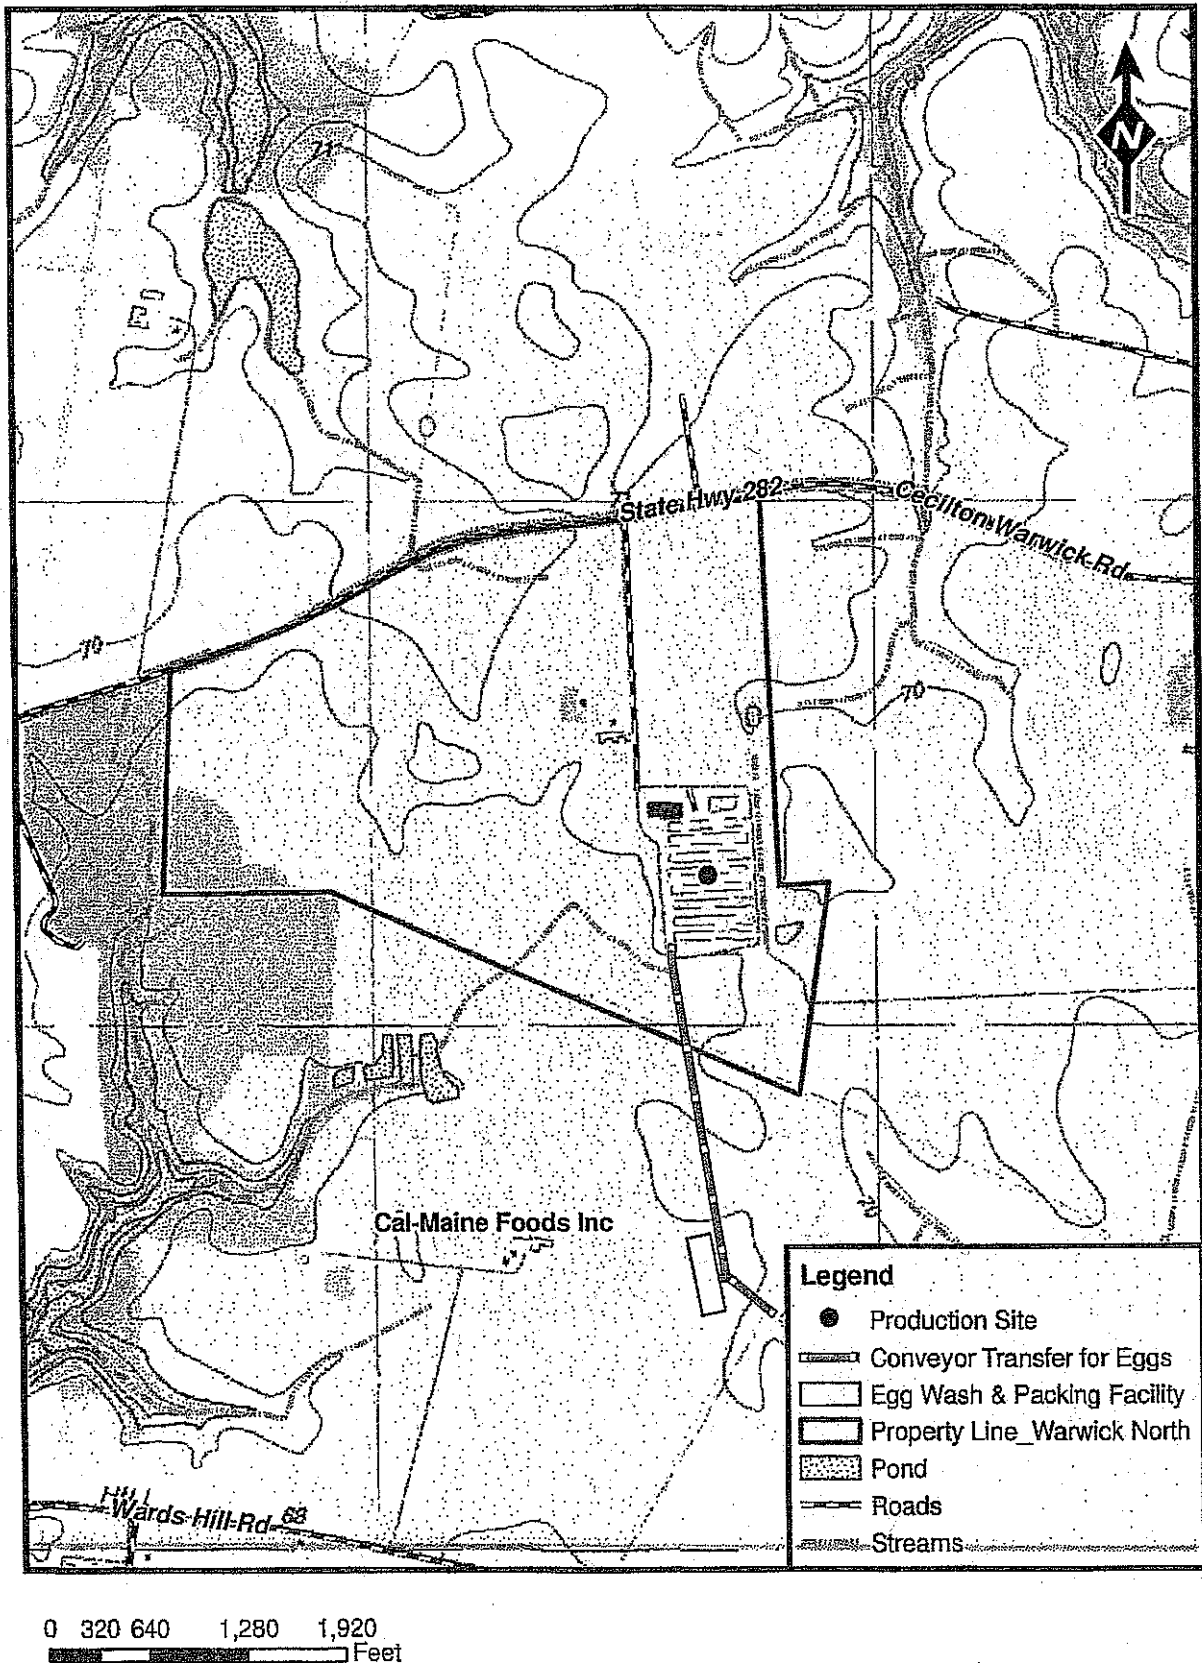 N
71
State Hwy 282
Cecilton Warwick Rd
70
70
Cal-Maine Foods Inc
Legend
Production Site
Conveyor Transfer for Eggs
Egg Wash & Packing Facility
Property Line_Warwick North
Pond
Roads
Streams
Wards Hill Rd
68
0 320 640 1,280 1,920
Feet